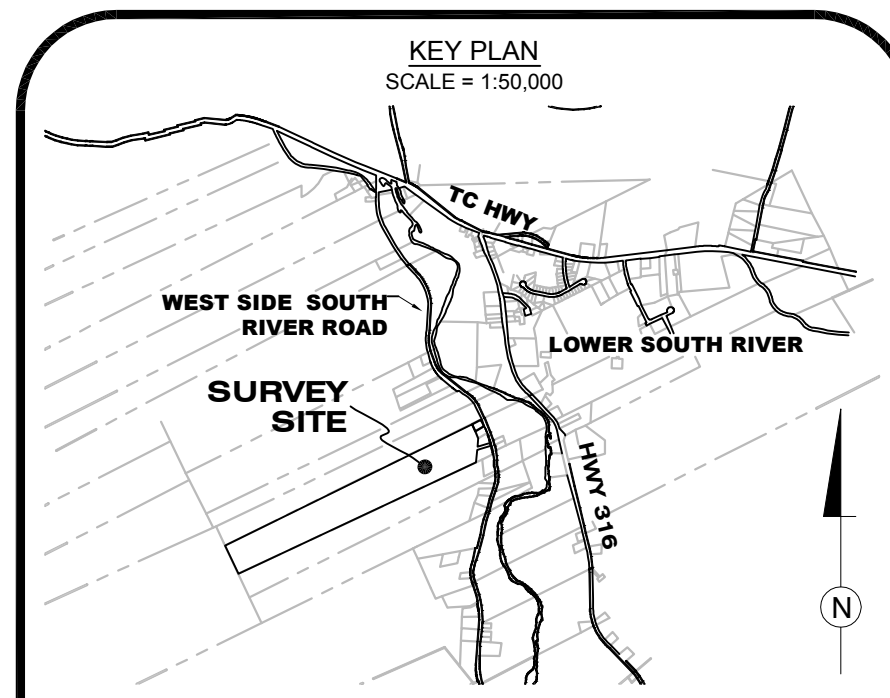 KEY PLAN
SCALE = 1:50,000
TC HWY
WEST SIDE SOUTH
RIVER ROAD
LOWER SOUTH RIVER
SURVEY
SITE
HWY 316
N